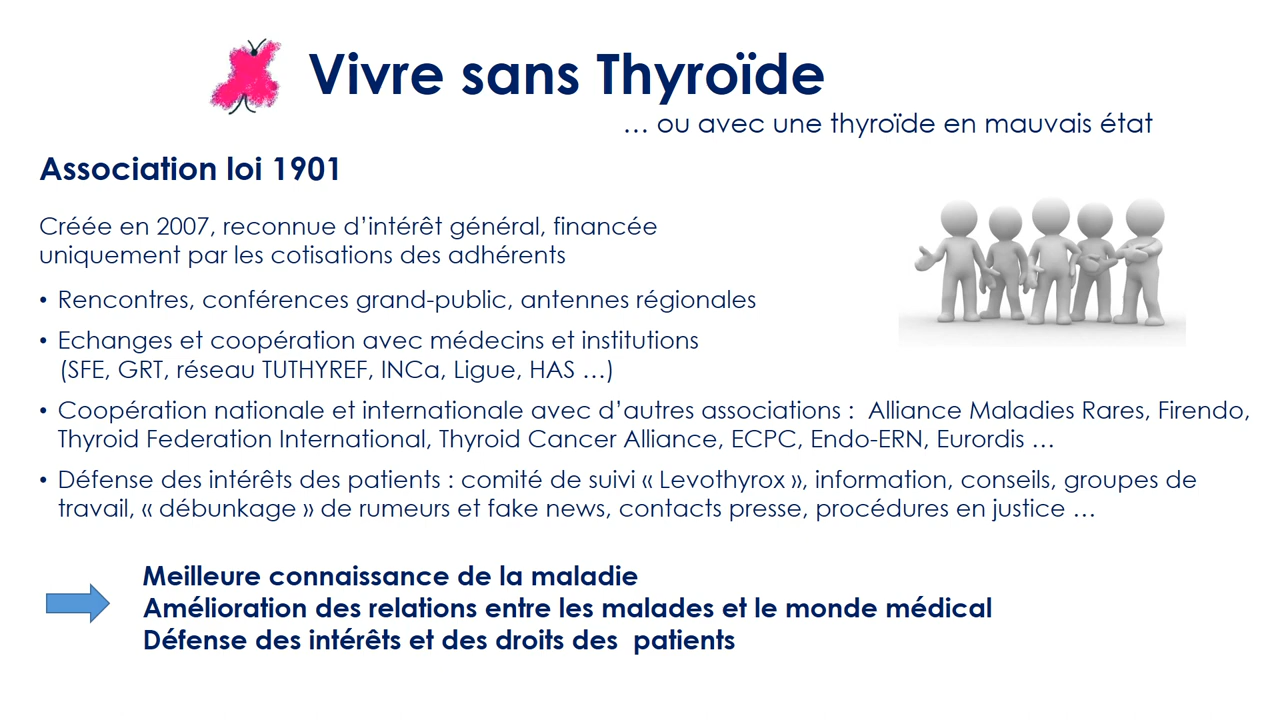 Vivre sans Thyroïde
… ou avec une thyroïde en mauvais état
Association loi 1901
Créée en 2007, reconnue d’intérêt général, financée
uniquement par les cotisations des adhérents
• Rencontres, conférences grand-public, antennes régionales
• Echanges et coopération avec médecins et institutions
(SFE, GRT, réseau TUTHYREF, INCa, Ligue, HAS …)
• Coopération nationale et internationale avec d’autres associations :  Alliance Maladies Rares, Firendo,
Thyroid Federation International, Thyroid Cancer Alliance, ECPC, Endo-ERN, Eurordis …
• Défense des intérêts des patients : comité de suivi « Levothyrox », information, conseils, groupes de
travail, « débunkage » de rumeurs et fake news, contacts presse, procédures en justice …
Meilleure connaissance de la maladie
Amélioration des relations entre les malades et le monde médical
Défense des intérêts et des droits des  patients